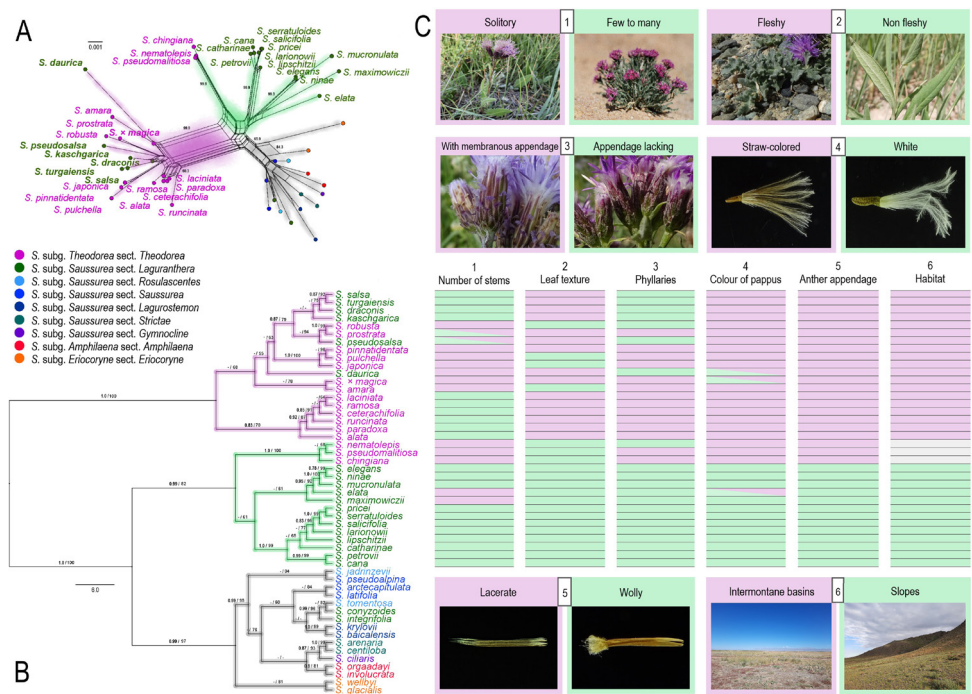 A
0.001
S. chingiana
S. nematolepis
S. pseudomalitiosa
S. daurica
S. amara
S. prostrata
S. robusta
S. × magica
S. pseudosalsa
S. kaschgarica
S. draconis
S. turgaiensis
S. salsa
S. japonica
S. pinnatidentata
S. pulchella
S. alata
S. ramosa
S. laciniata
S. paradoxa
S. ceterachifolia
S. runcinata
S. serratuloides
S. cana
S. salicifolia
S. catharinae
S. pricei
S. petrovii
S. larionowii
S. lipschitzii
S. elegans
S. ninae
S. mucronulata
S. maximowiczii
S. elata
S. subg. Theodorea sect. Theodorea
S. subg. Saussurea sect. Laguranthera
S. subg. Saussurea sect. Rosulascentes
S. subg. Saussurea sect. Saussurea
S. subg. Saussurea sect. Lagurostemon
S. subg. Saussurea sect. Strictae
S. subg. Saussurea sect. Gymnocline
S. subg. Amphilaena sect. Amphilaena
S. subg. Eriocoryne sect. Eriocoryne
B
6.0
1.0 / 100
1.0 / 100
S. salsa
S. turgaiensis
S. draconis
S. kaschgarica
S. robusta
S. prostrata
S. pseudosalsa
S. pinnatidentata
S. pulchella
S. japonica
S. daurica
S. × magica
S. amara
S. laciniata
S. ramosa
S. ceterachifolia
S. runcinata
S. paradoxa
S. alata
S. nematolepis
S. pseudomalitiosa
S. chingiana
S. elegans
S. ninae
S. mucronulata
S. elata
S. maximowiczii
S. pricei
S. serratuloides
S. salicifolia
S. larionowii
S. lipschitzii
S. catharinae
S. petrovii
S. cana
S. jadrinzevii
S. pseudoalpina
S. arctecapitulata
S. latifolia
S. tomentosa
S. conyzoides
S. integrifolia
S. krylovii
S. baicalensis
S. arenaria
S. centiloba
S. ciliaris
S. orgaadayi
S. involucrata
S. wellbyi
S. glacialis
C
Solitory
1
Few to many
Fleshy
2
Non fleshy
With membranous appendage
3
Appendage lacking
Straw-colored
4
White
1
Number of stems
2
Leaf texture
3
Phyllaries
4
Colour of pappus
5
Anther appendage
6
Habitat
Lacerate
5
Wolly
Intermontane basins
6
Slopes